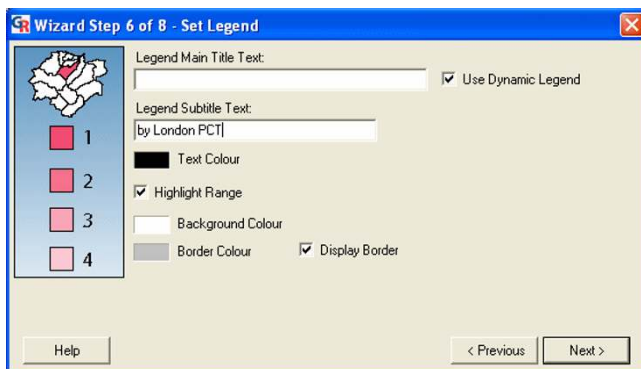 GR Wizard Step 6 of 8 - Set Legend
Legend Main Title Text:
Use Dynamic Legend
Legend Subtitle Text:
by London PCT
1
Text Colour
2
Highlight Range
3
Background Colour
4
Border Colour
Display Border
Help
< Previous
Next >